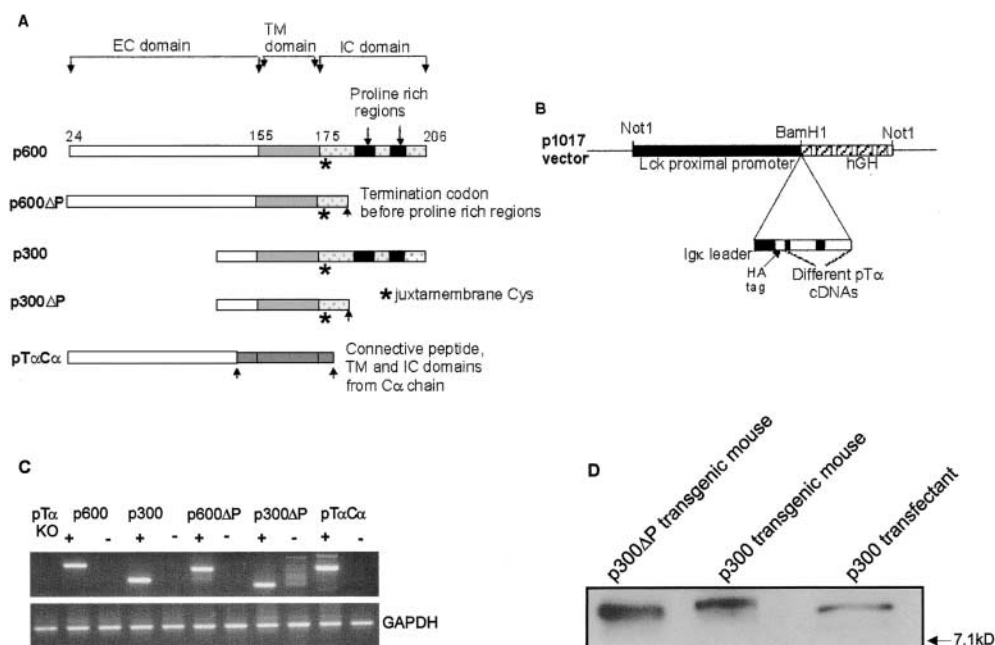 A
EC domain
TM
domain
IC domain
Proline rich
regions
24
155
175
206
p600
*
p600ΔP
*
Termination codon
before proline rich regions
p300
*
* juxtamembrane Cys
p300ΔP
*
pTαCα
Connective peptide,
TM and IC domains
from Cα chain
B
p1017
vector
Not1
BamH1
Not1
Lck proximal promoter
hGH
Igκ leader
HA
tag
Different pTα
cDNAs
C
pTα
KO
p600
p300
p600ΔP
p300ΔP
pTαCα
+ - + - + - + - + -
GAPDH
D
p300ΔP transgenic mouse
p300 transgenic mouse
p300 transfectant
7.1kD